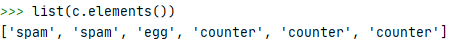 >>> list(c.elements())
['spam', 'spam', 'egg', 'counter', 'counter', 'counter']